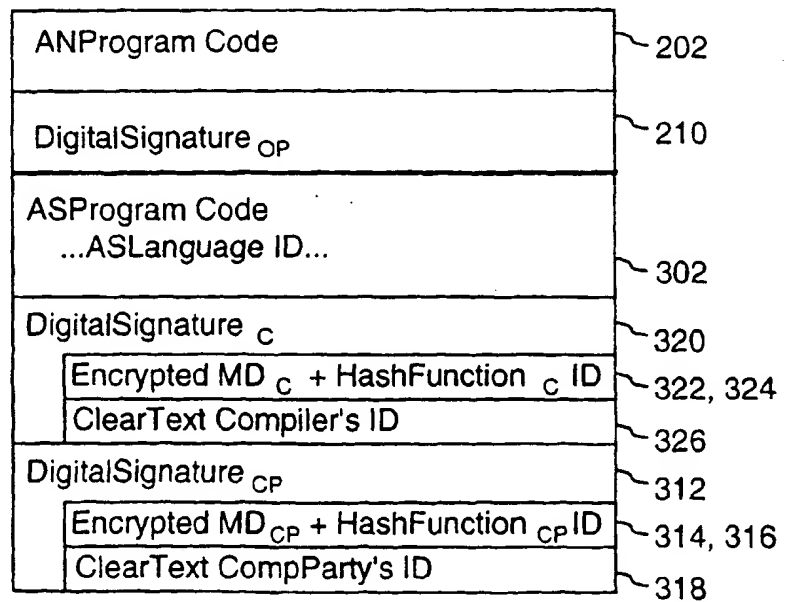 ANProgram Code 202
DigitalSignature OP 210
ASProgram Code
...ASLanguage ID... 302
DigitalSignature C 320
Encrypted MD C + HashFunction C ID 322, 324
ClearText Compiler's ID 326
DigitalSignature CP 312
Encrypted MD CP + HashFunction CP ID 314, 316
ClearText CompParty's ID 318